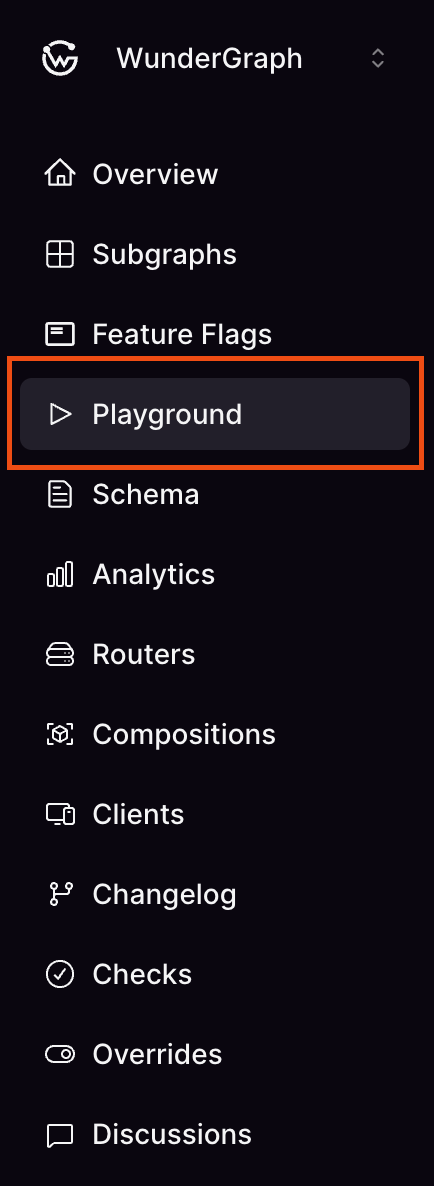 WunderGraph
Overview
Subgraphs
Feature Flags
Playground
Schema
Analytics
Routers
Compositions
Clients
Changelog
Checks
Overrides
Discussions